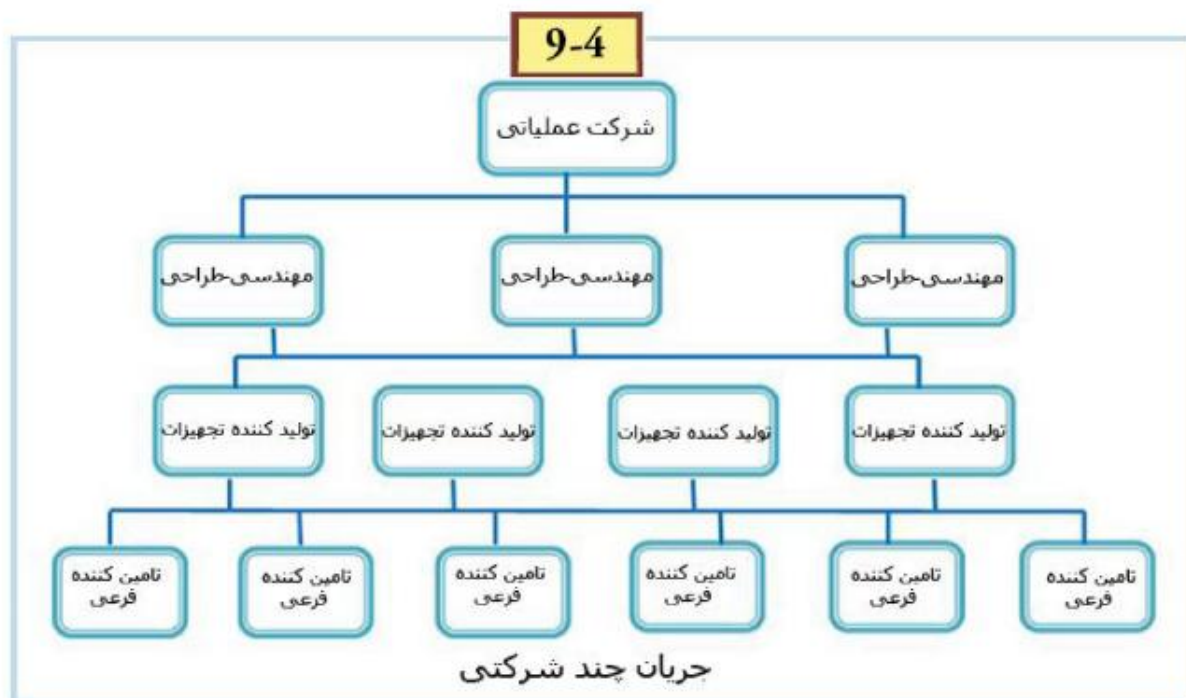 9-4
شرکت عملیاتی
مهندسی-طراحی
مهندسی-طراحی
مهندسی-طراحی
تولید کننده تجهیزات
تولید کننده تجهیزات
تولید کننده تجهیزات
تولید کننده تجهیزات
تامین کننده
فرعی
تامین کننده
فرعی
تامین کننده
فرعی
تامین کننده
فرعی
تامین کننده
فرعی
تامین کننده
فرعی
جریان چند شرکتی